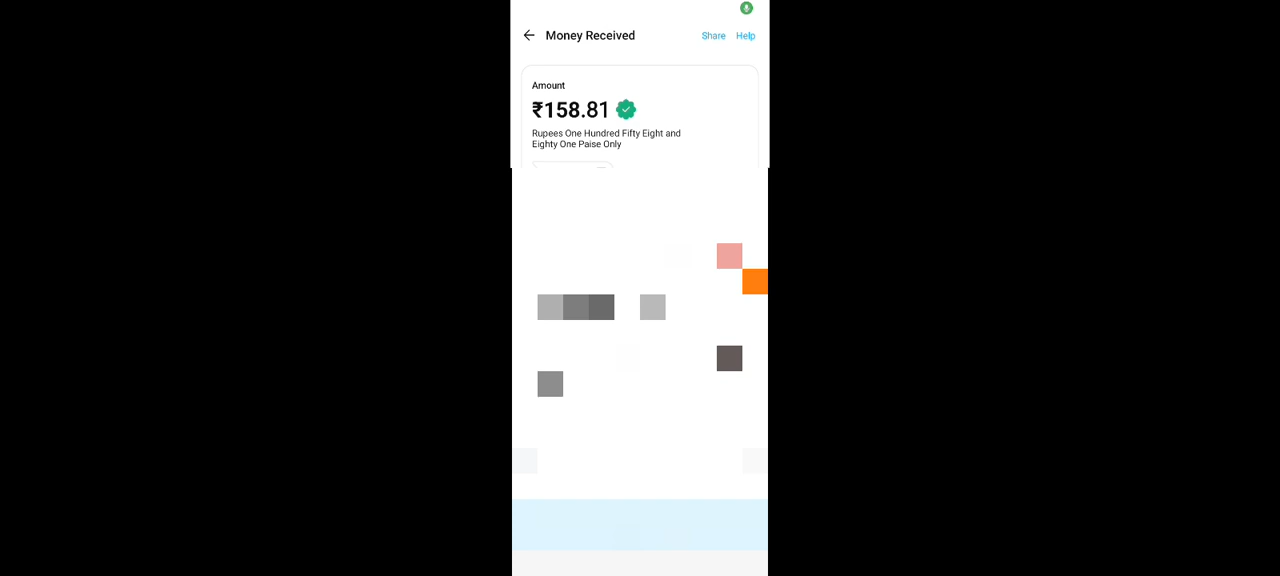 Money Received
Share Help
Amount
₹158.81
Rupees One Hundred Fifty Eight and
Eighty One Paise Only